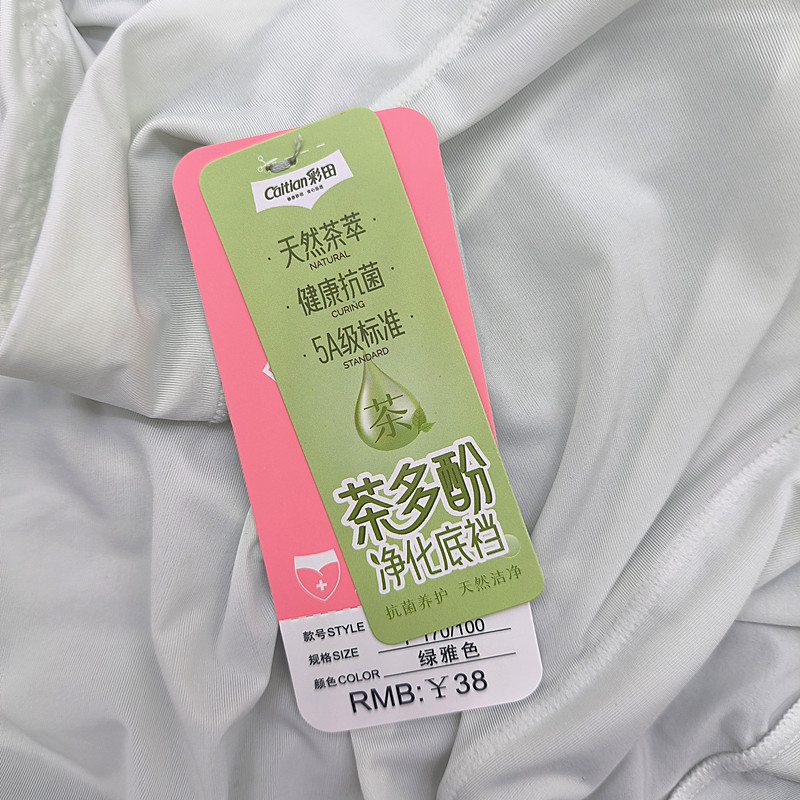 Caitlan彩田
· 天然茶萃 ·
NATURAL
· 健康抗菌 ·
CURING
· 5A级标准 ·
STANDARD
茶
茶多酚
净化底裆
抗菌养护 天然洁净
款号STYLE
规格SIZE 170/100
颜色COLOR 绿雅色
RMB:￥38